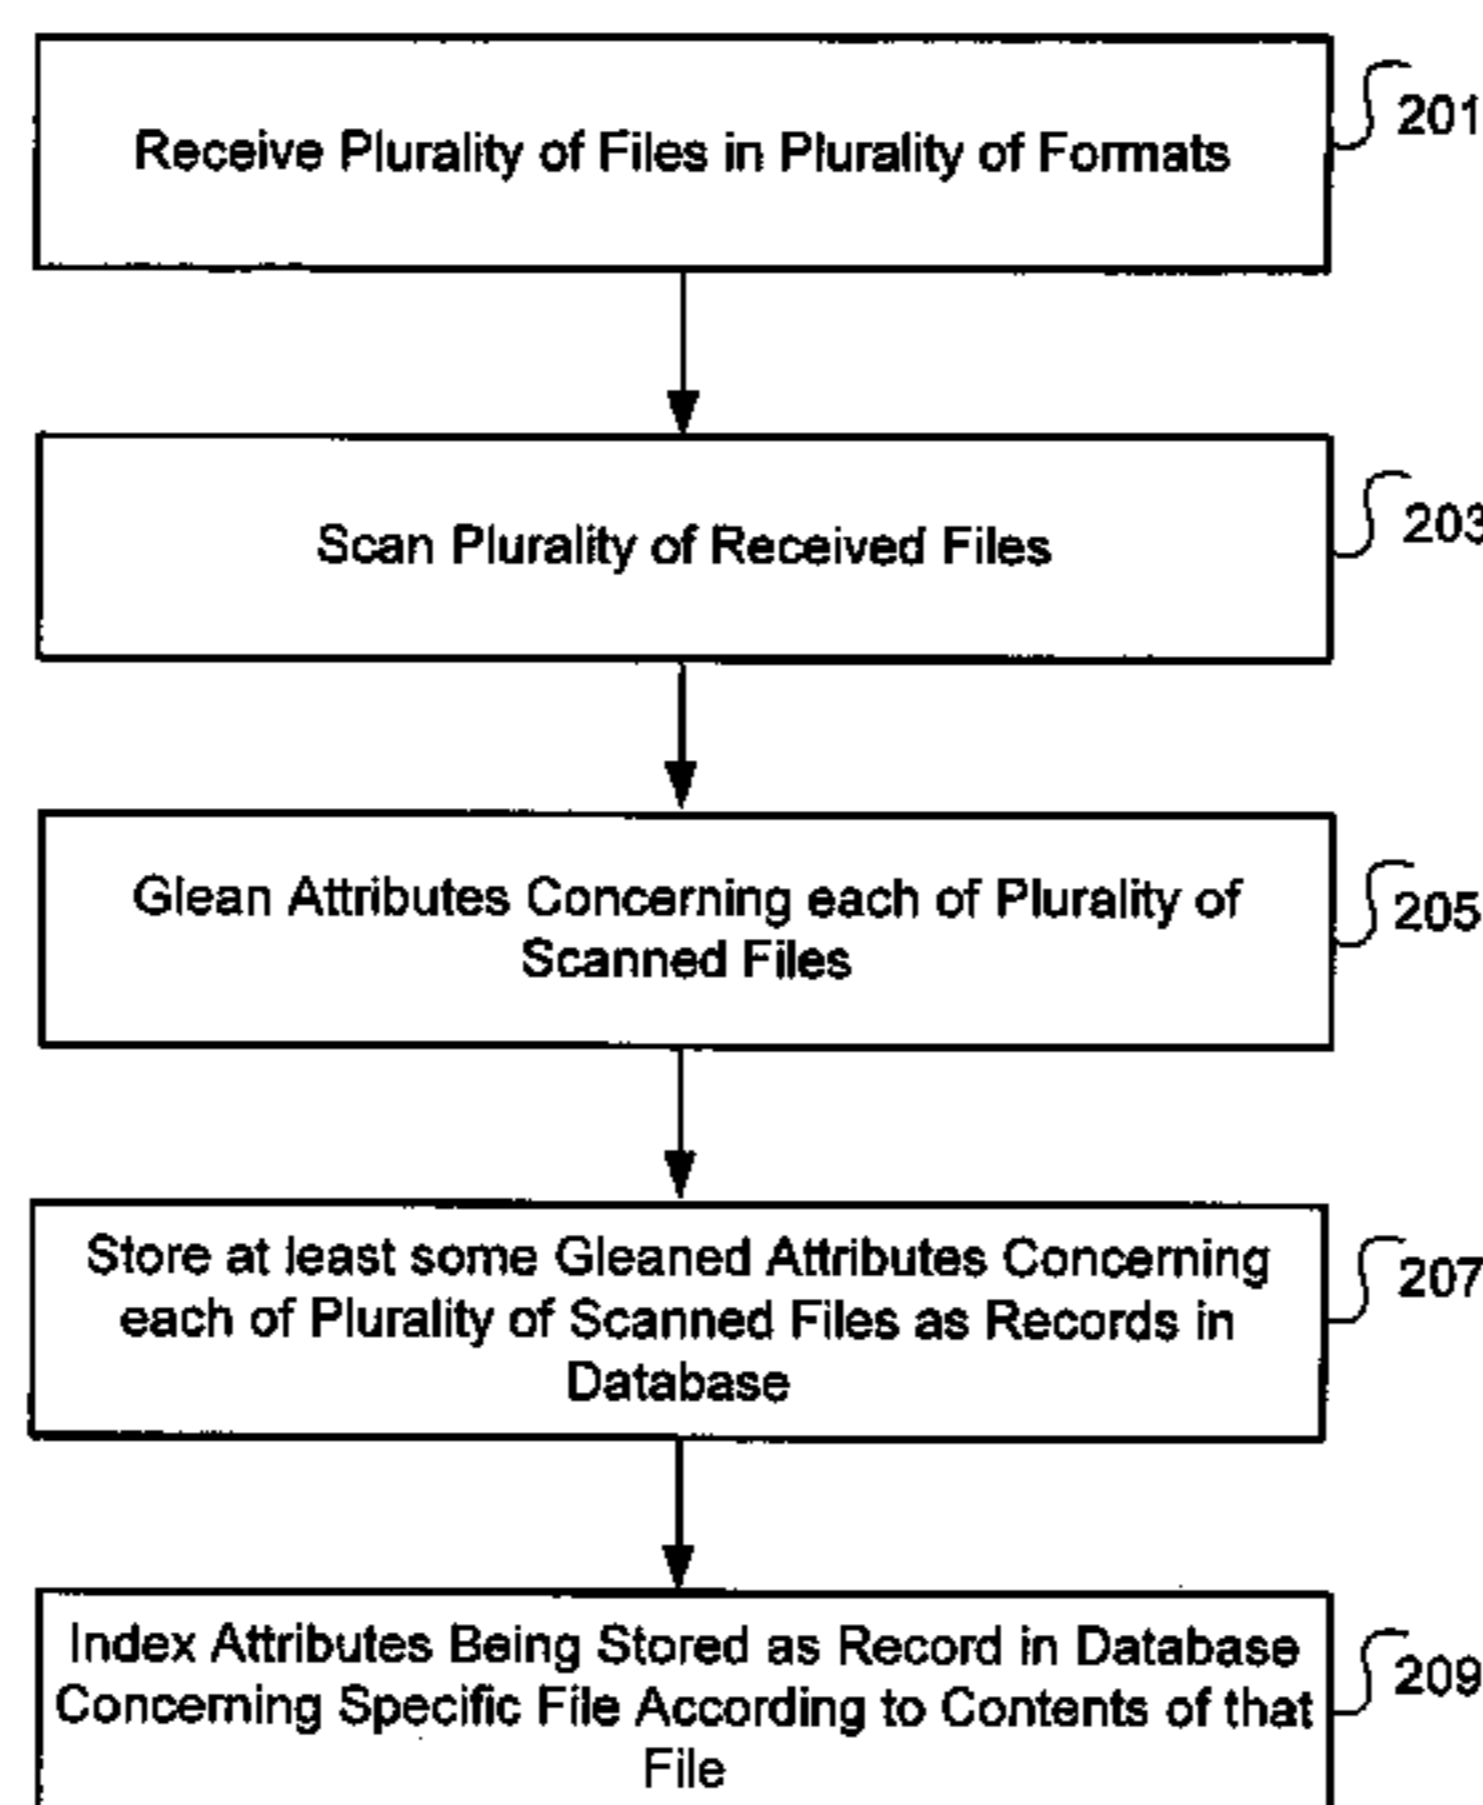 Receive Plurality of Files in Plurality of Formats
201
Scan Plurality of Received Files
203
Glean Attributes Concerning each of Plurality of
Scanned Files
205
Store at least some Gleaned Attributes Concerning
each of Plurality of Scanned Files as Records in
Database
207
Index Attributes Being Stored as Record in Database
Concerning Specific File According to Contents of that
File
209